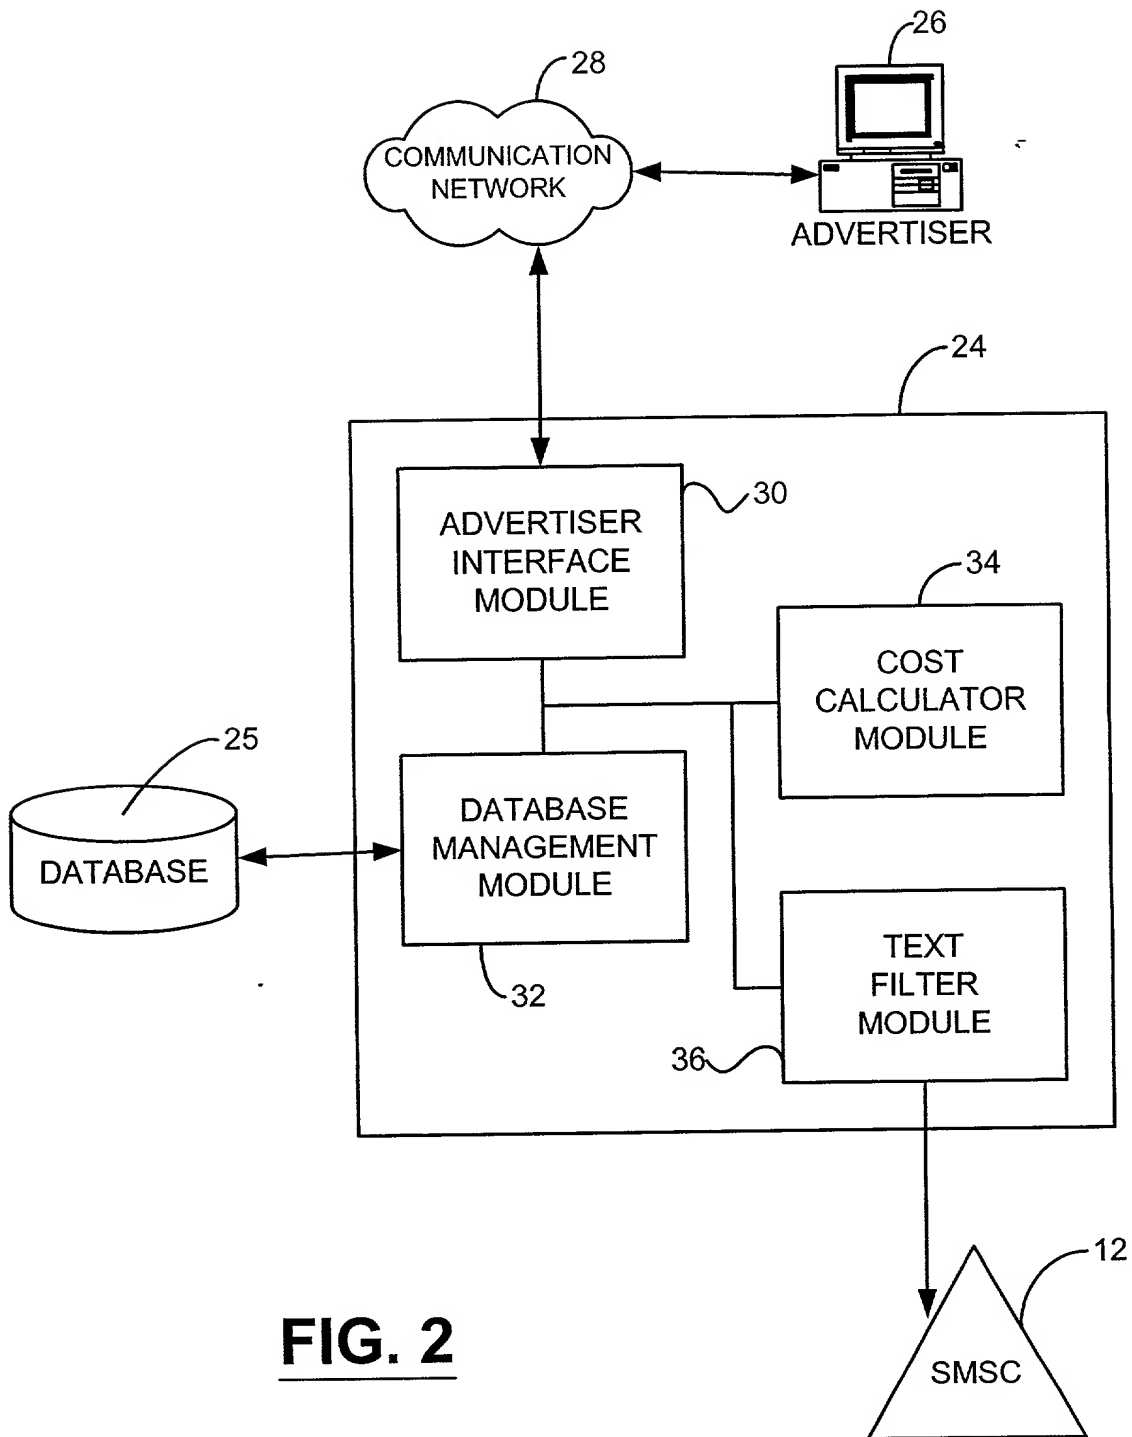 26
28
COMMUNICATION
NETWORK
ADVERTISER
24
ADVERTISER
INTERFACE
MODULE
30
34
COST
CALCULATOR
MODULE
25
DATABASE
DATABASE
MANAGEMENT
MODULE
32
TEXT
FILTER
MODULE
36
12
SMSC
FIG. 2